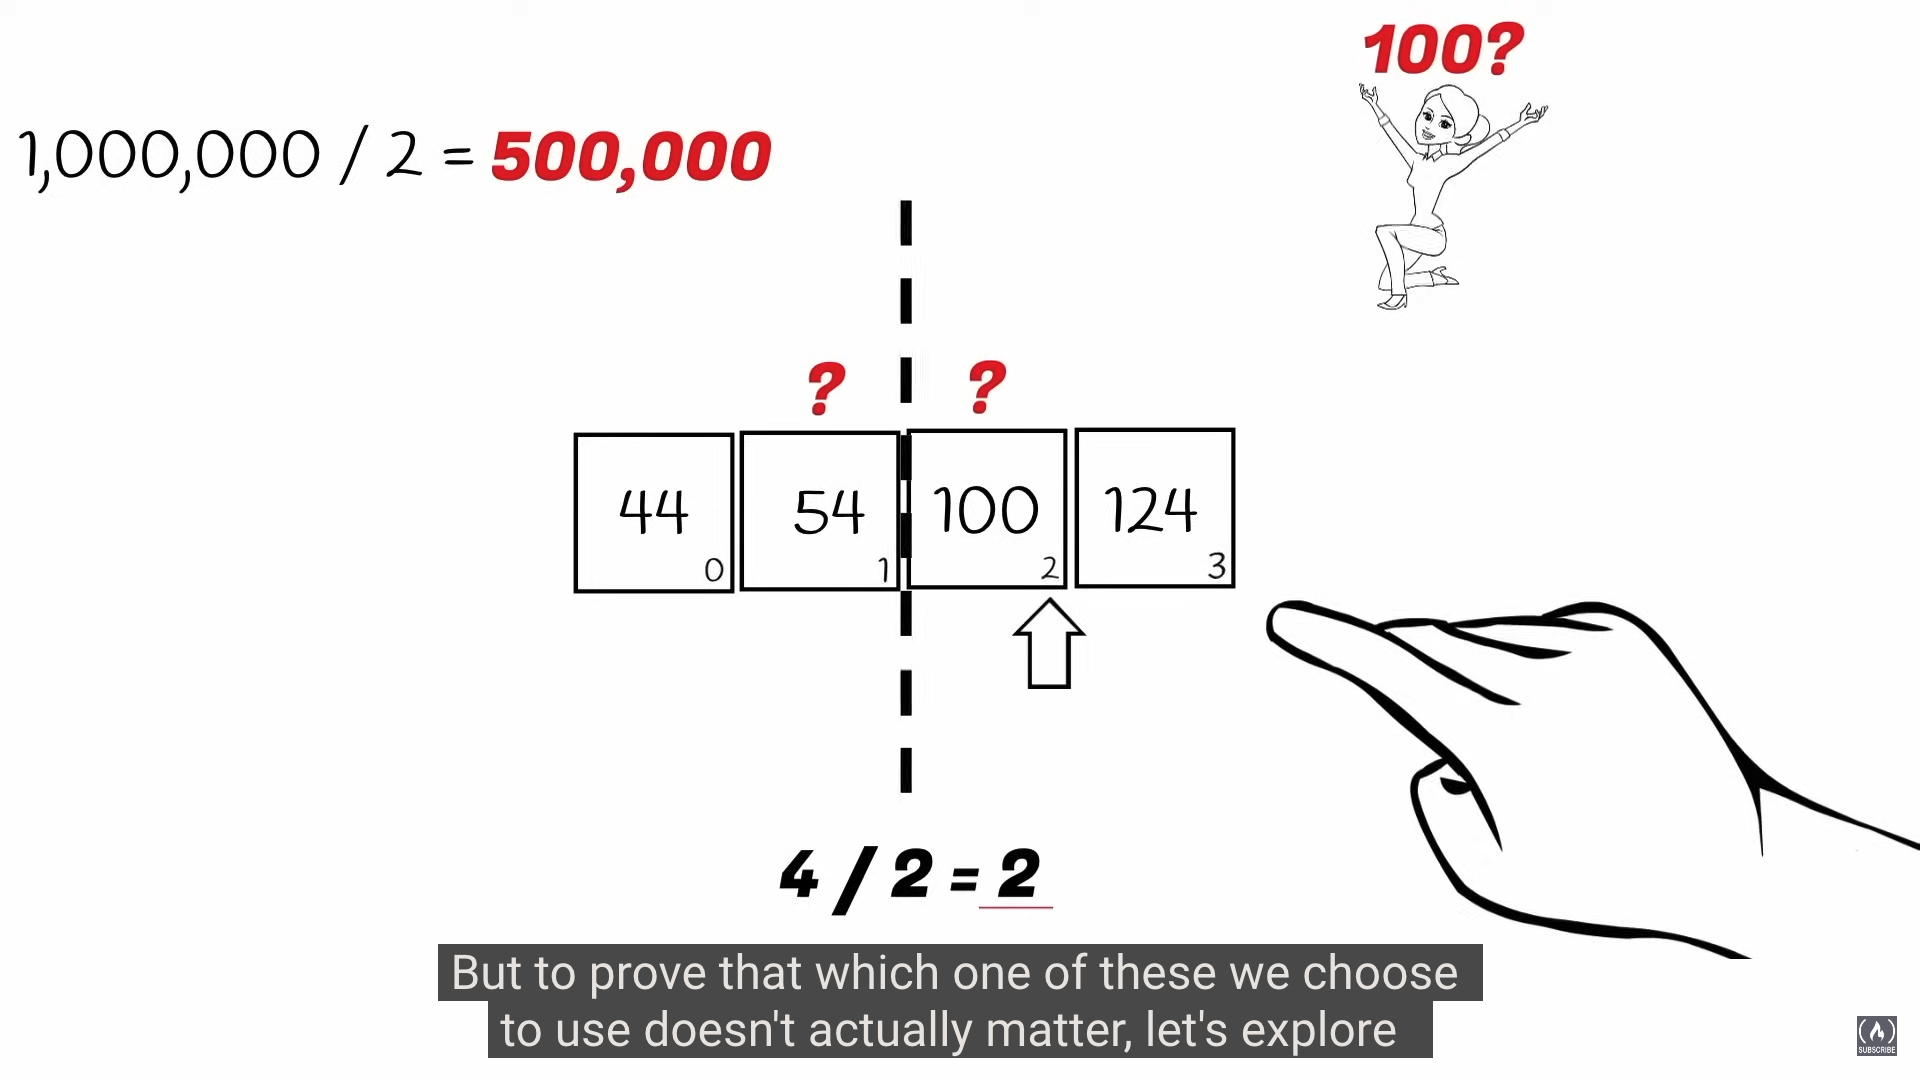 100?
1,000,000 / 2 = 500,000
? ?
44 54 100 124
0 1 2 3
4 / 2 = 2
But to prove that which one of these we choose
to use doesn't actually matter, let's explore
SUBSCRIBE